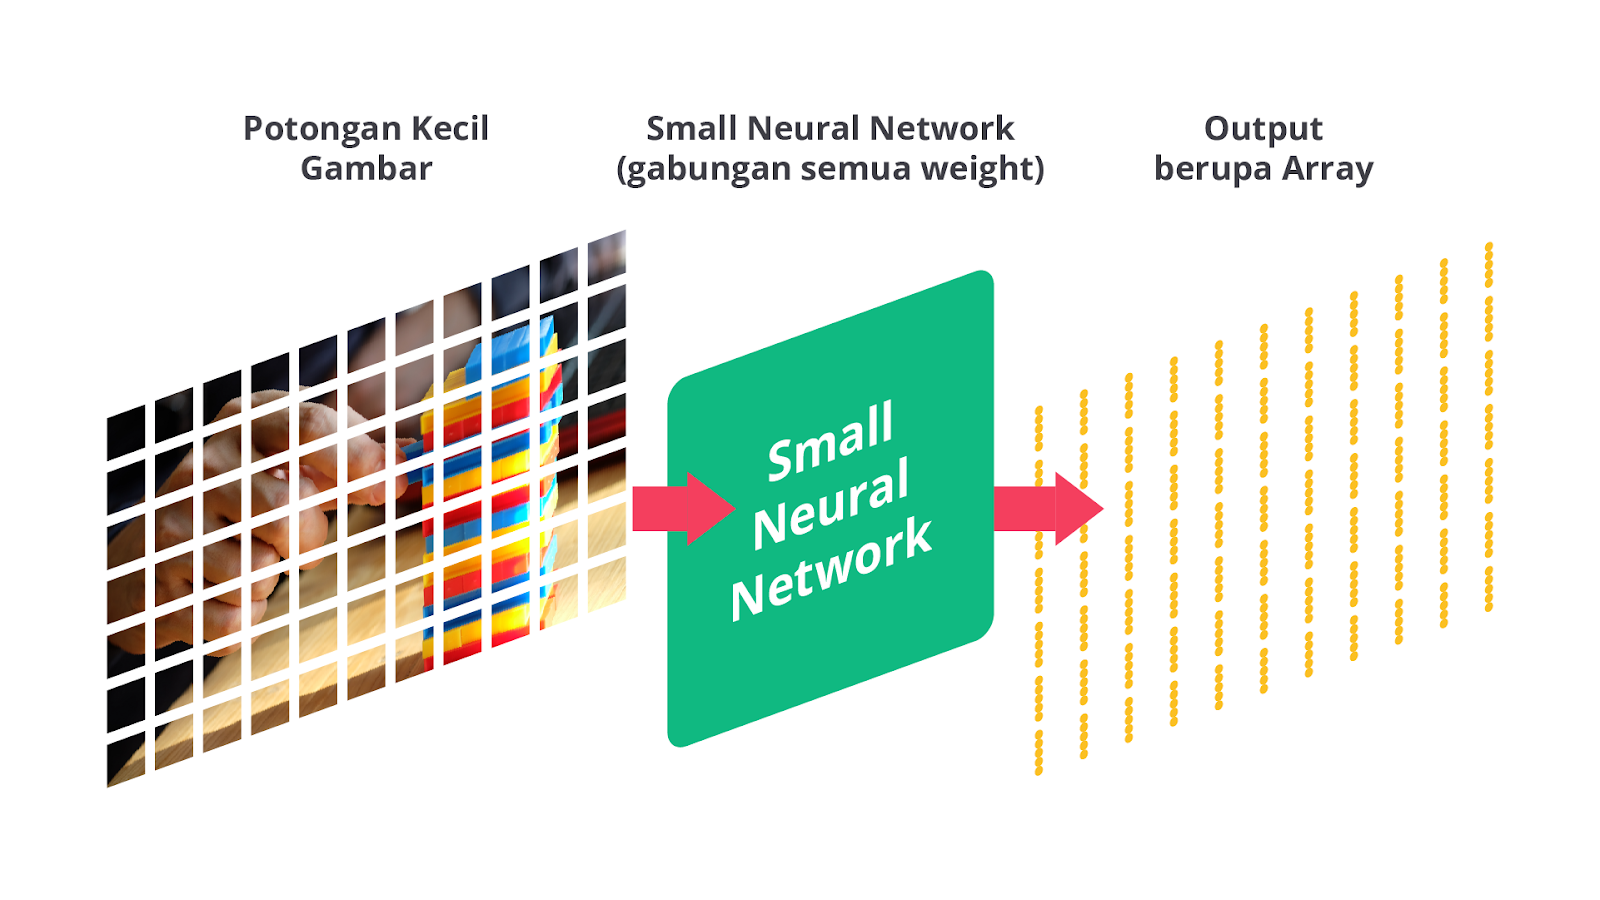 Potongan Kecil
Gambar
Small Neural Network
(gabungan semua weight)
Output
berupa Array
Small
Neural
Network